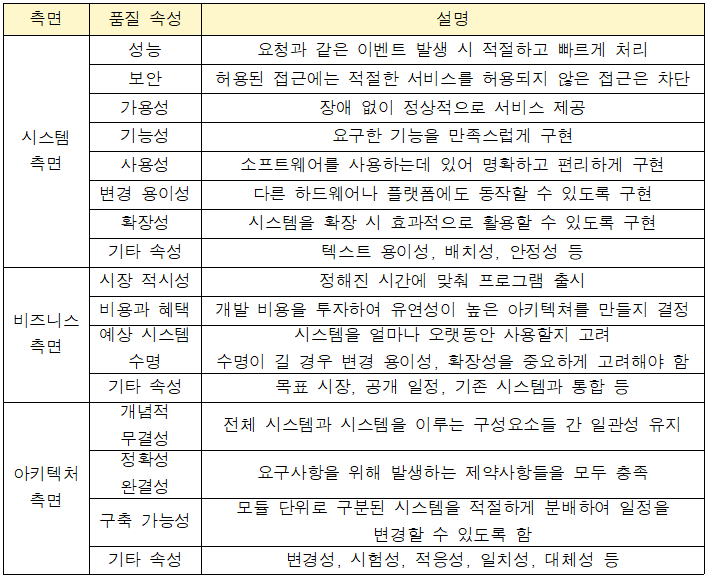 측면 품질 속성 설명
시스템 측면
성능 요청과 같은 이벤트 발생 시 적절하고 빠르게 처리
보안 허용된 접근에는 적절한 서비스를 허용되지 않은 접근은 차단
가용성 장애 없이 정상적으로 서비스 제공
기능성 요구한 기능을 만족스럽게 구현
사용성 소프트웨어를 사용하는데 있어 명확하고 편리하게 구현
변경 용이성 다른 하드웨어나 플랫폼에도 동작할 수 있도록 구현
확장성 시스템을 확장 시 효과적으로 활용할 수 있도록 구현
기타 속성 텍스트 용이성, 배치성, 안정성 등
비즈니스 측면
시장 적시성 정해진 시간에 맞춰 프로그램 출시
비용과 혜택 개발 비용을 투자하여 유연성이 높은 아키텍쳐를 만들지 결정
예상 시스템 수명
시스템을 얼마나 오랫동안 사용할지 고려
수명이 길 경우 변경 용이성, 확장성을 중요하게 고려해야 함
기타 속성 목표 시장, 공개 일정, 기존 시스템과 통합 등
아키텍처 측면
개념적 무결성 전체 시스템과 시스템을 이루는 구성요소들 간 일관성 유지
정확성 완결성 요구사항을 위해 발생하는 제약사항들을 모두 충족
구축 가능성
모듈 단위로 구분된 시스템을 적절하게 분배하여 일정을
변경할 수 있도록 함
기타 속성 변경성, 시험성, 적응성, 일치성, 대체성 등